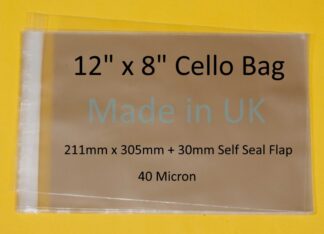 12" x 8" Cello Bag
Made in UK
211mm x 305mm + 30mm Self Seal Flap
40 Micron